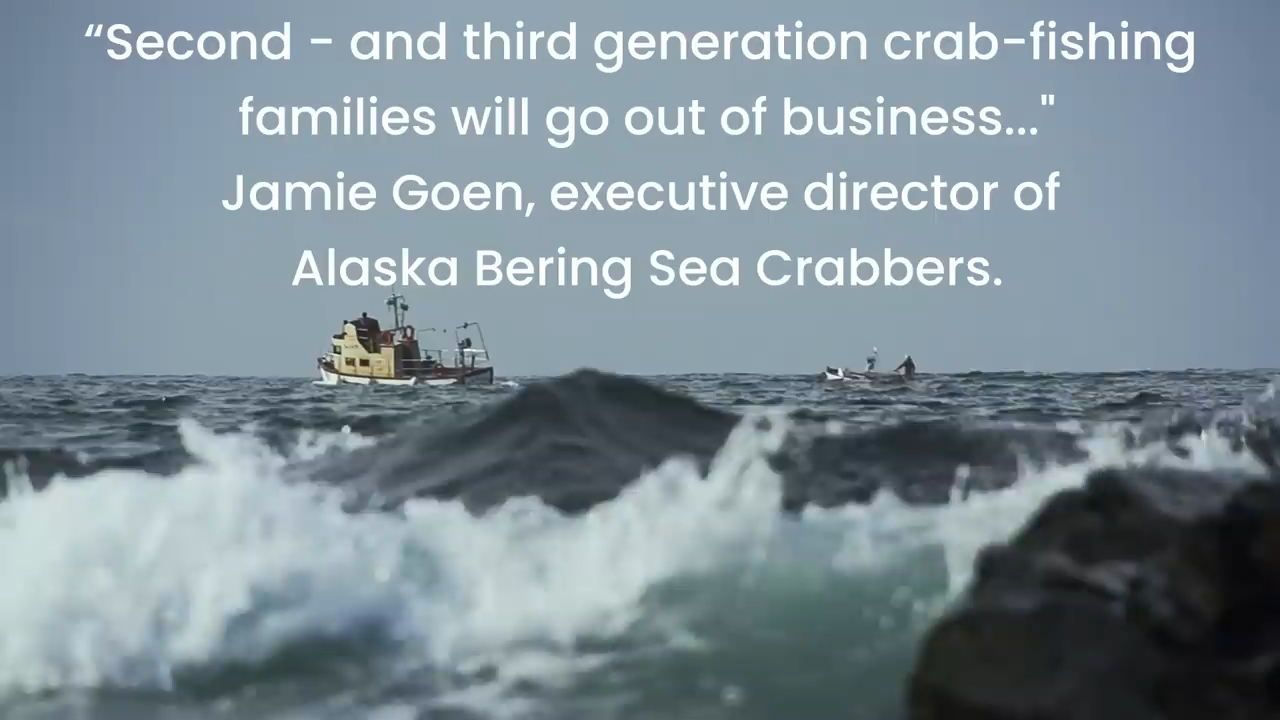 “Second - and third generation crab-fishing
families will go out of business..."
Jamie Goen, executive director of
Alaska Bering Sea Crabbers.